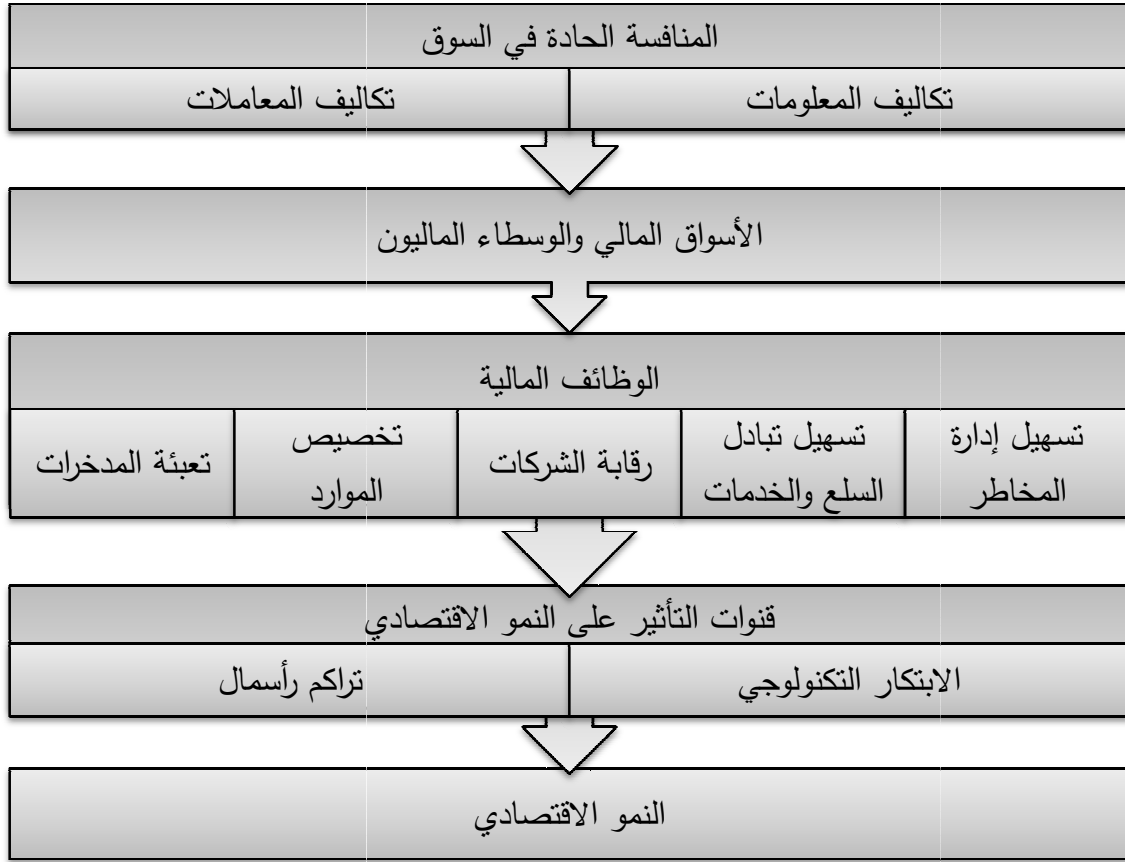 المنافسة الحادة في السوق
تكاليف المعلومات
تكاليف المعاملات
الأسواق المالي والوسطاء الماليون
الوظائف المالية
تسهيل إدارة
المخاطر
تسهيل تبادل
السلع والخدمات
رقابة الشركات
تخصيص
الموارد
تعبئة المدخرات
قنوات التأثير على النمو الاقتصادي
الابتكار التكنولوجي
تراكم رأسمال
النمو الاقتصادي